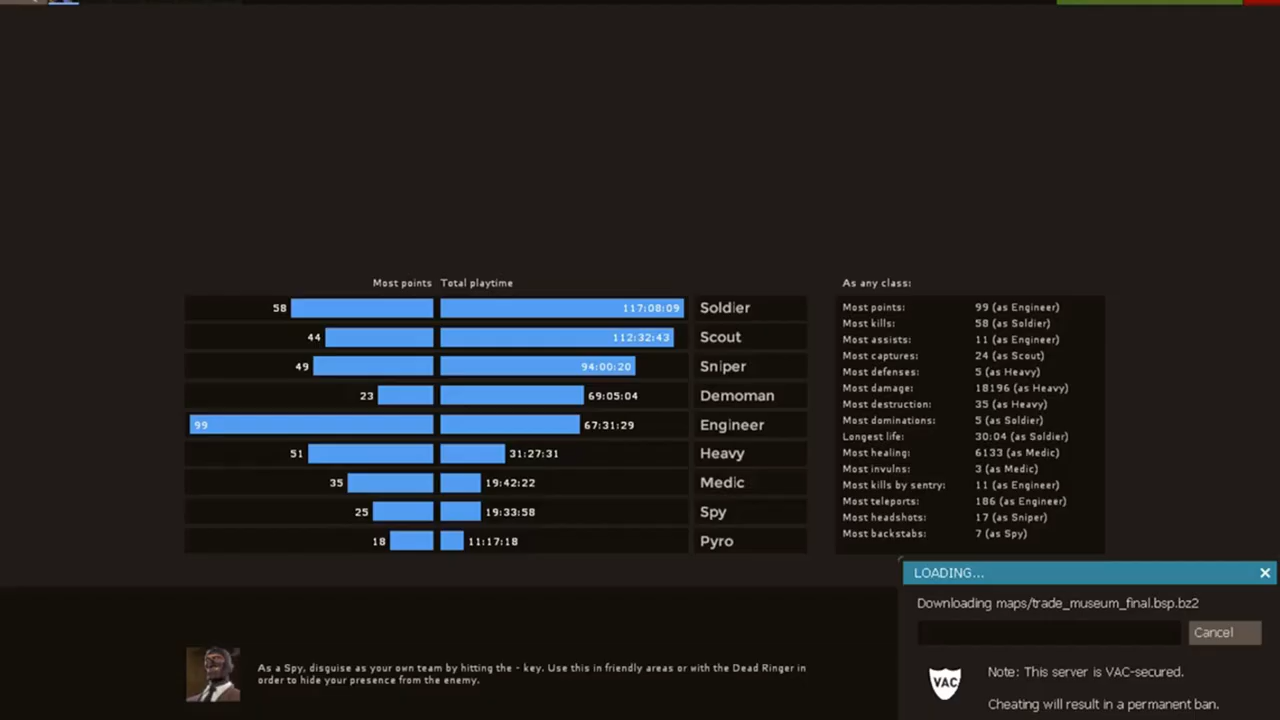 Most points Total playtime
58 117:08:09 Soldier
44 112:32:43 Scout
49 94:00:20 Sniper
23 69:05:04 Demoman
99 67:31:29 Engineer
51 31:27:31 Heavy
35 19:42:22 Medic
25 19:33:58 Spy
18 11:17:18 Pyro
As any class:
Most points: 99 (as Engineer)
Most kills: 58 (as Soldier)
Most assists: 11 (as Engineer)
Most captures: 24 (as Scout)
Most defenses: 5 (as Heavy)
Most damage: 18196 (as Heavy)
Most destruction: 35 (as Heavy)
Most dominations: 5 (as Soldier)
Longest life: 30:04 (as Soldier)
Most healing: 6133 (as Medic)
Most invulns: 3 (as Medic)
Most kills by sentry: 11 (as Engineer)
Most teleports: 186 (as Engineer)
Most headshots: 17 (as Sniper)
Most backstabs: 7 (as Spy)
As a Spy, disguise as your own team by hitting the - key. Use this in friendly areas or with the Dead Ringer in
order to hide your presence from the enemy.
LOADING...
Downloading maps/trade_museum_final.bsp.bz2
Cancel
VAC
Note: This server is VAC-secured.
Cheating will result in a permanent ban.